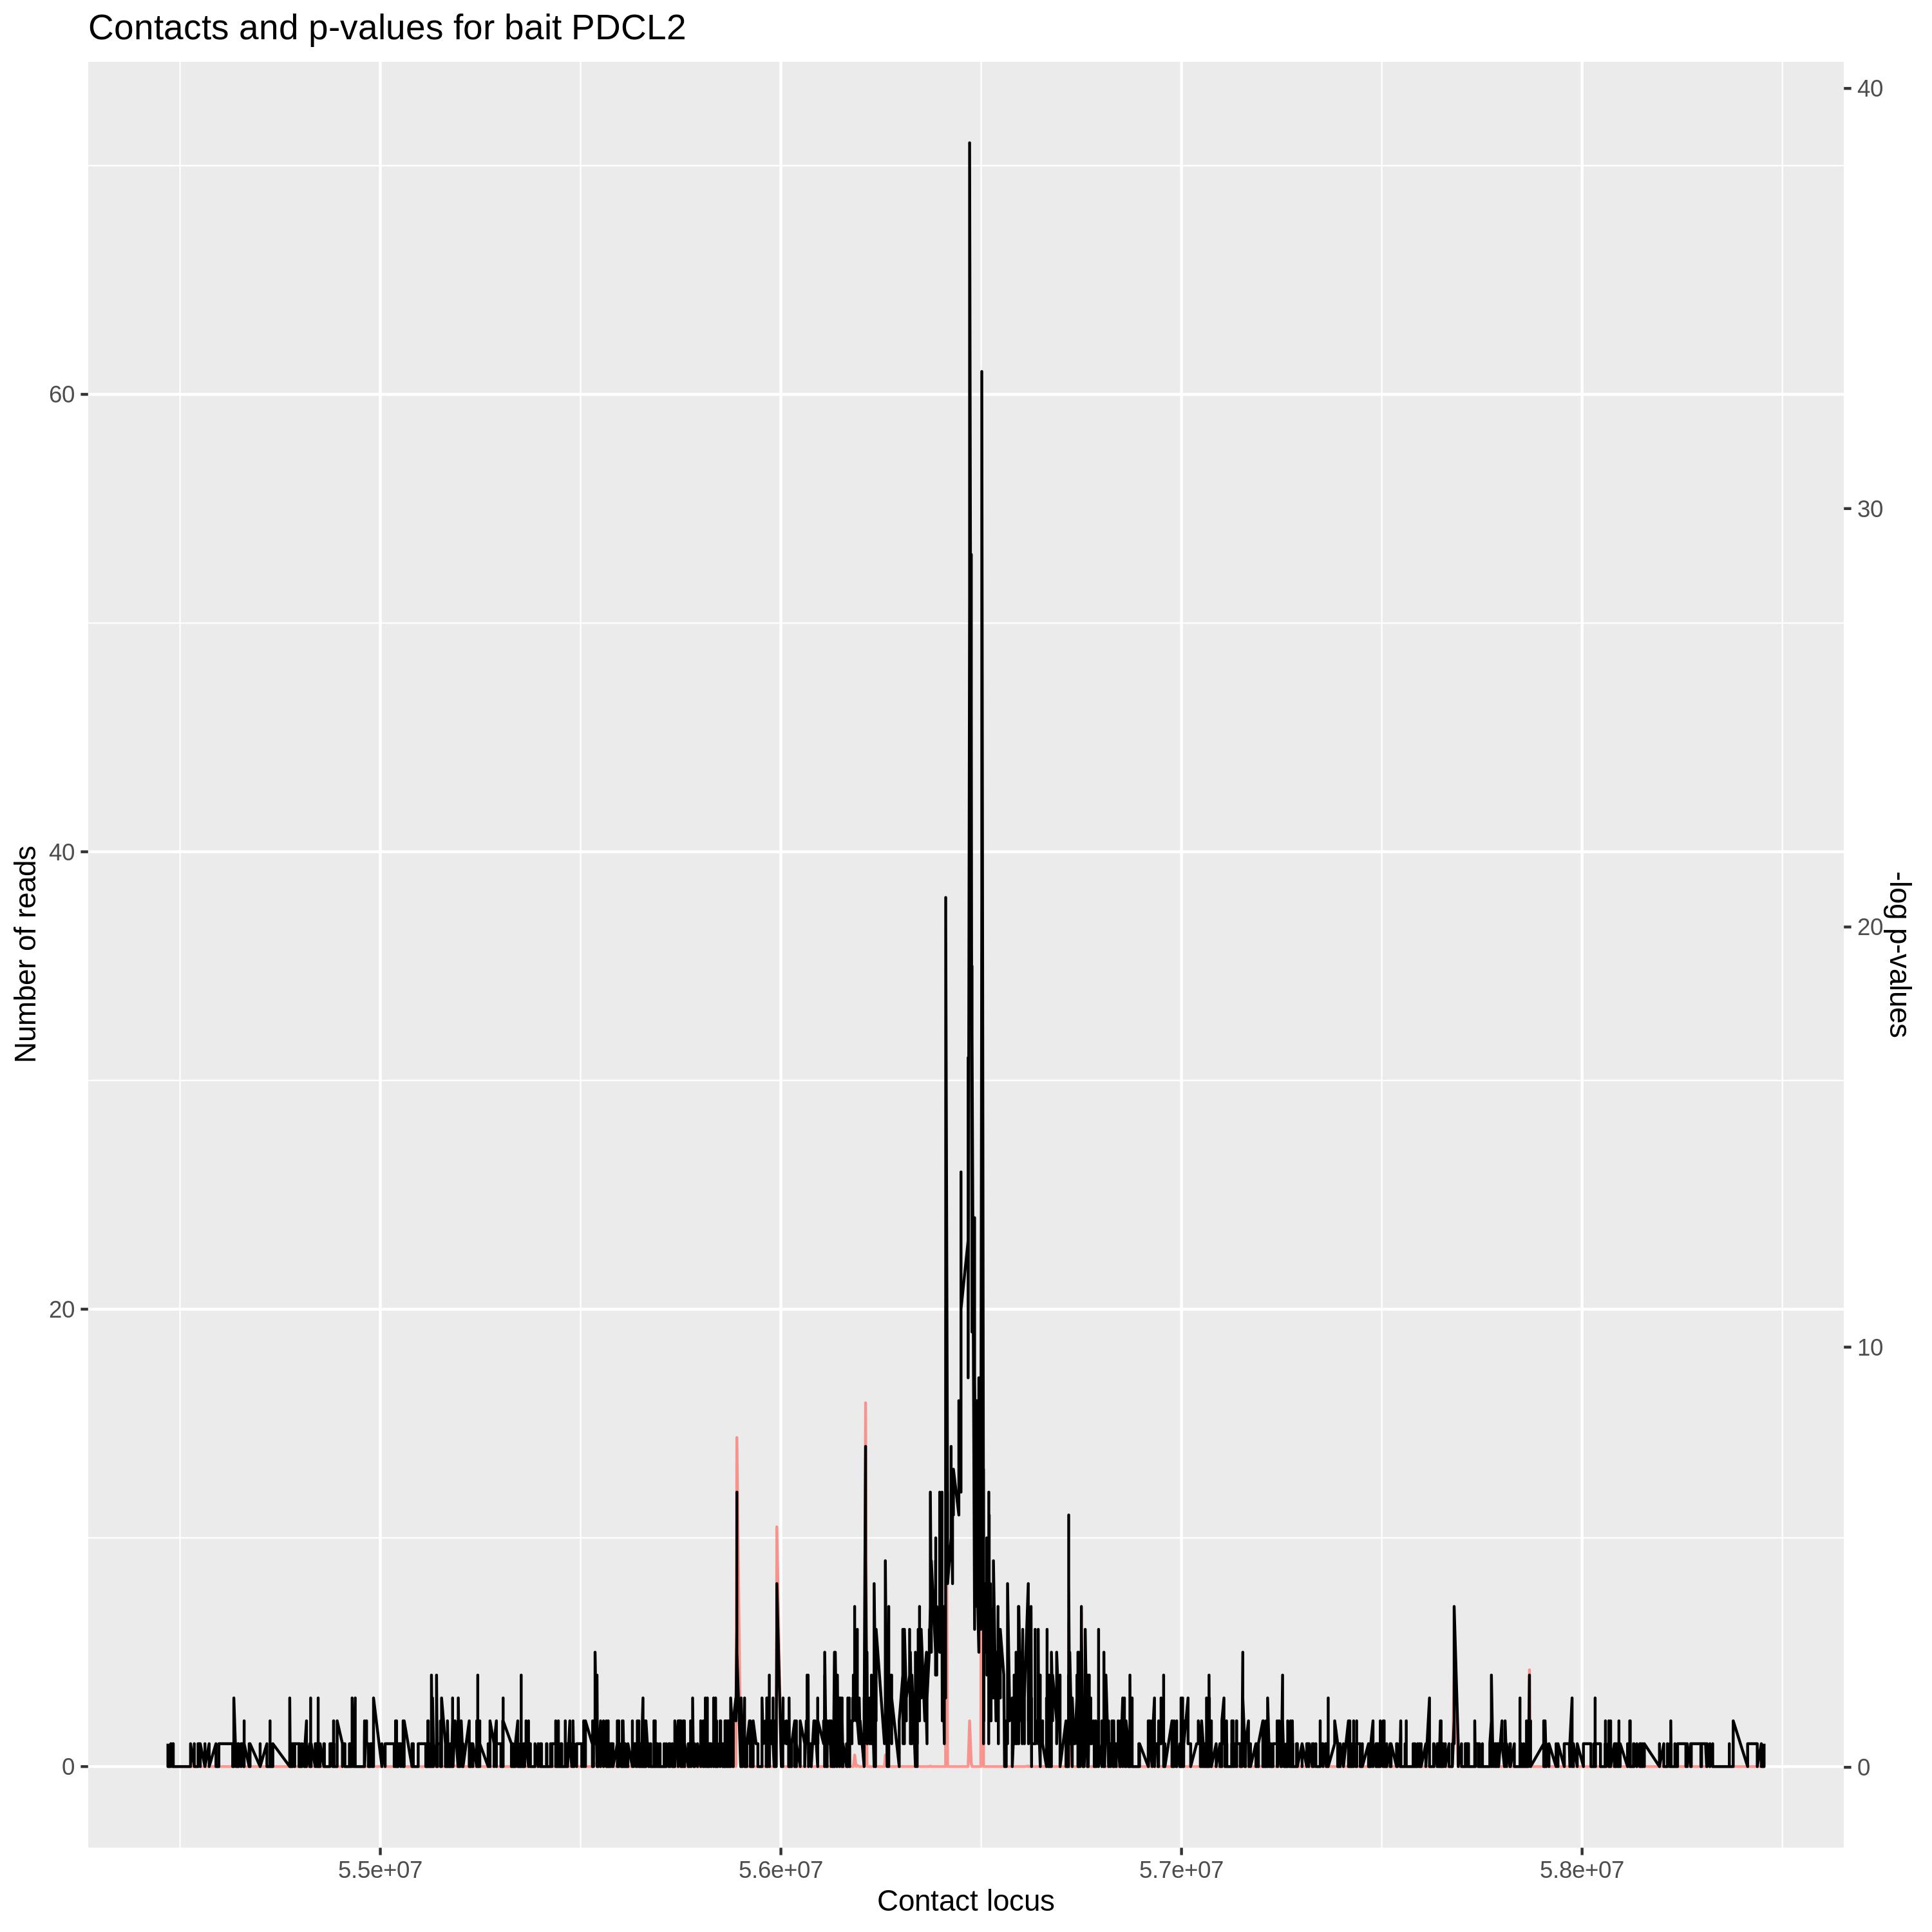 Contacts and p-values for bait PDCL2
Number of reads
60
40
20
0
40
30
20
10
0
-log p-values
5.5e+07 5.6e+07 5.7e+07 5.8e+07
Contact locus